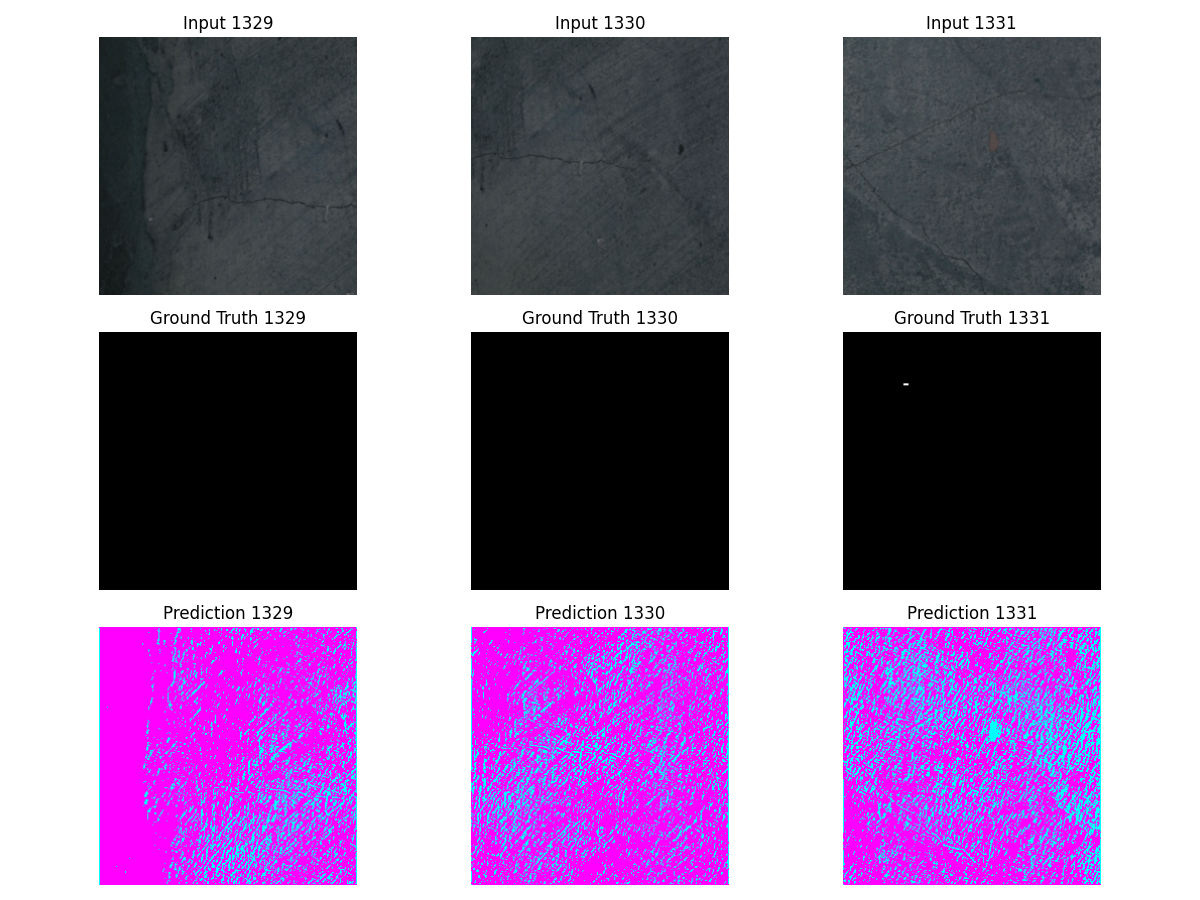 Input 1329
Input 1330
Input 1331
Ground Truth 1329
Ground Truth 1330
Ground Truth 1331
Prediction 1329
Prediction 1330
Prediction 1331